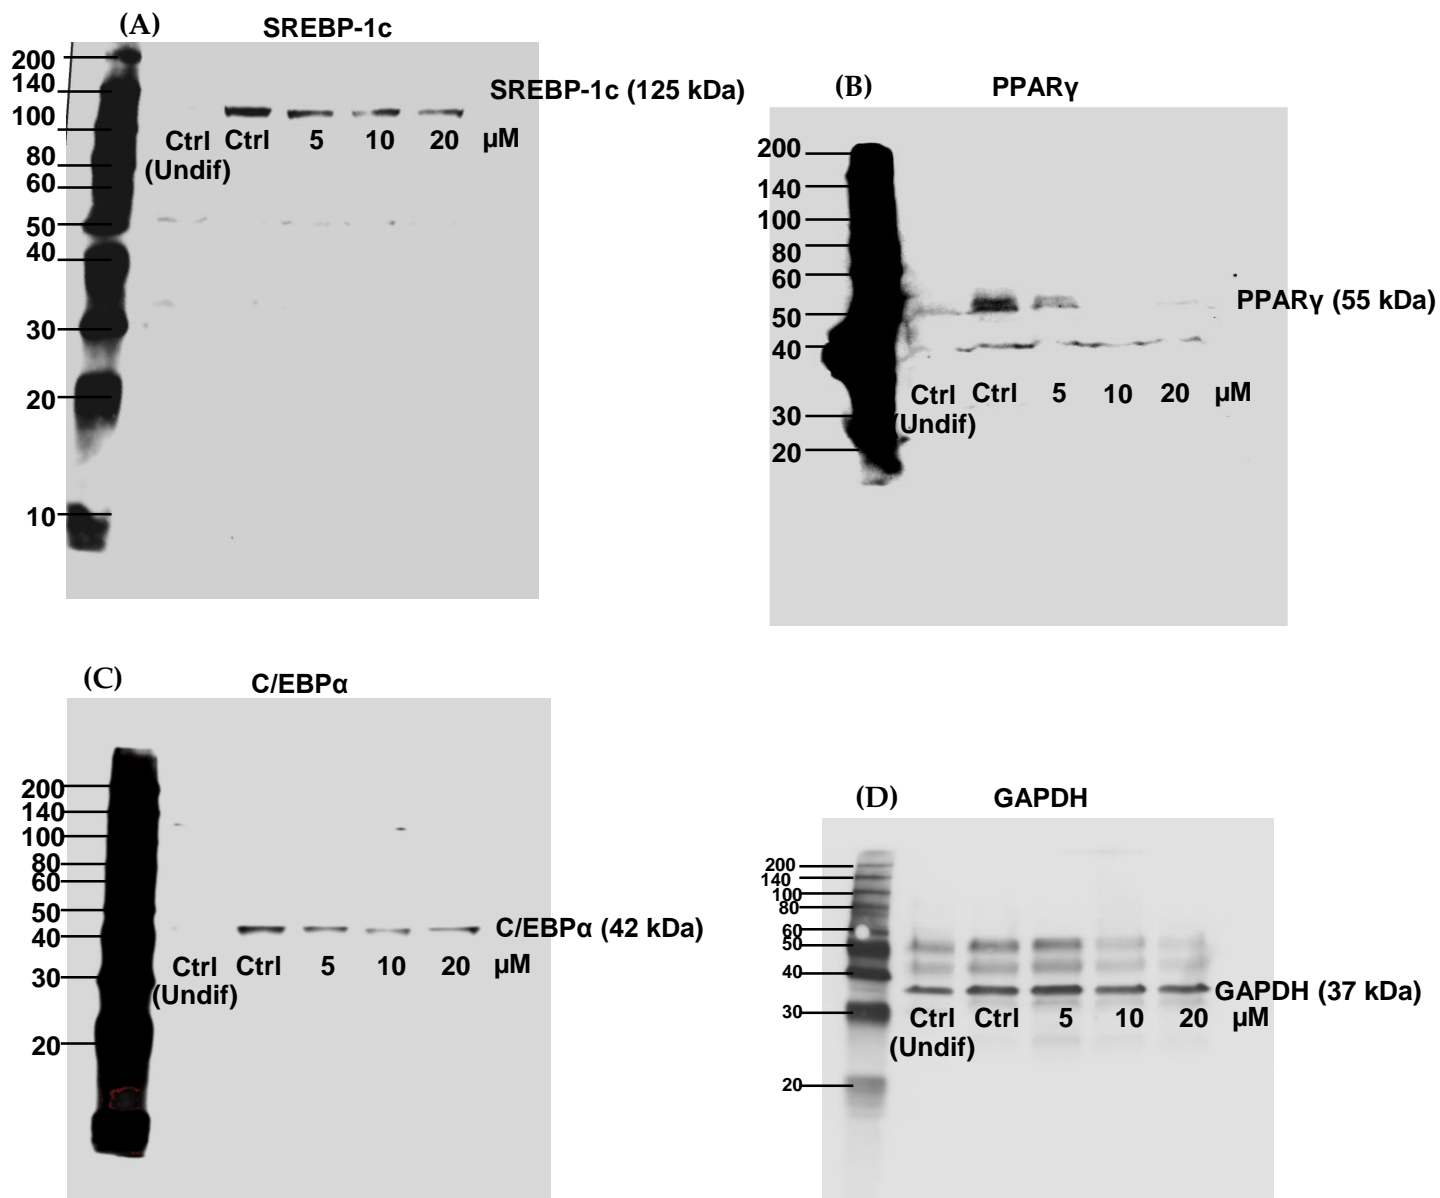 (A)
SREBP-1c
200
140
100
80
60
50
40
30
20
10
SREBP-1c (125 kDa)
Ctrl Ctrl 5 10 20 µM
(Undif)
(B)
PPARγ
200
140
100
80
60
50
40
30
20
PPARγ (55 kDa)
Ctrl Ctrl 5 10 20 µM
(Undif)
(C)
C/EBPα
200
140
100
80
60
50
40
30
20
C/EBPα (42 kDa)
Ctrl Ctrl 5 10 20 µM
(Undif)
(D)
GAPDH
200
140
100
80
60
50
40
30
20
GAPDH (37 kDa)
Ctrl Ctrl 5 10 20 µM
(Undif)